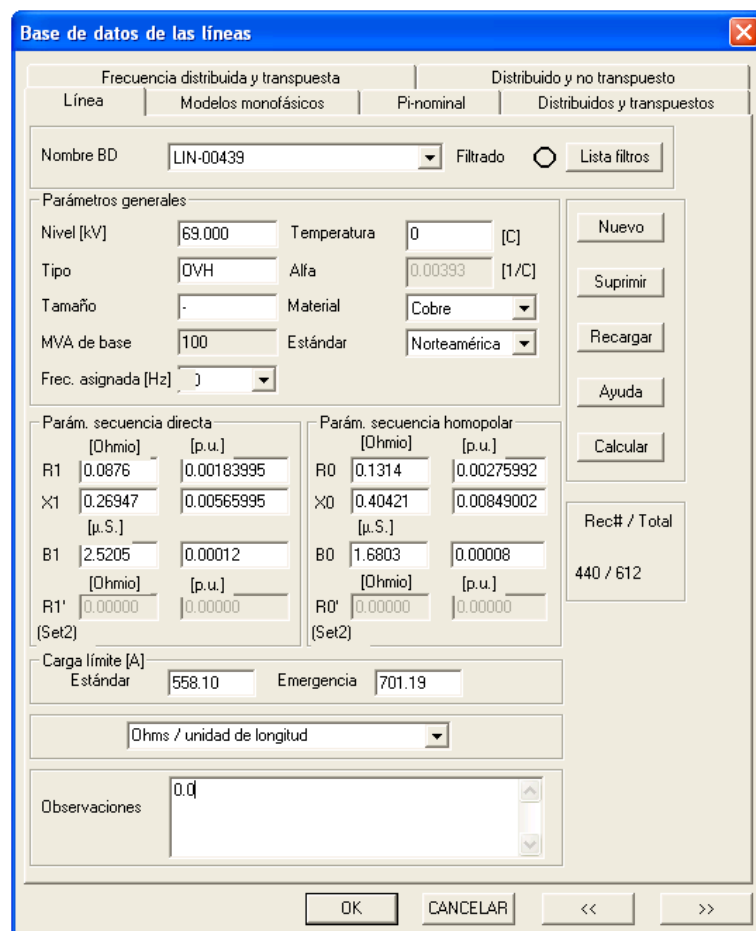 Base de datos de las líneas
Frecuencia distribuida y transpuesta
Distribuido y no transpuesto
Línea
Modelos monofásicos
Pi-nominal
Distribuidos y transpuestos
Nombre BD
LIN-00439
Filtrado
Lista filtros
Parámetros generales
Nivel [kV]
69.000
Temperatura
0
[C]
Tipo
OVH
Alfa
0.00393
[1/C]
Tamaño
-
Material
Cobre
MVA de base
100
Estándar
Norteamérica
Frec. asignada [Hz]
Nuevo
Suprimir
Recargar
Ayuda
Calcular
Parám. secuencia directa
[Ohmio]
[p.u.]
R1
0.0876
0.00183995
X1
0.26947
0.00565995
[µ.S.]
B1
2.5205
0.00012
[Ohmio]
[p.u.]
R1'
0.00000
0.00000
(Set2)
Parám. secuencia homopolar
[Ohmio]
[p.u.]
R0
0.1314
0.00275992
X0
0.40421
0.00849002
[µ.S.]
B0
1.6803
0.00008
[Ohmio]
[p.u.]
R0'
0.00000
0.00000
(Set2)
Rec# / Total
440 / 612
Carga límite [A]
Estándar
558.10
Emergencia
701.19
Ohms / unidad de longitud
Observaciones
0.0
OK
CANCELAR
<<
>>